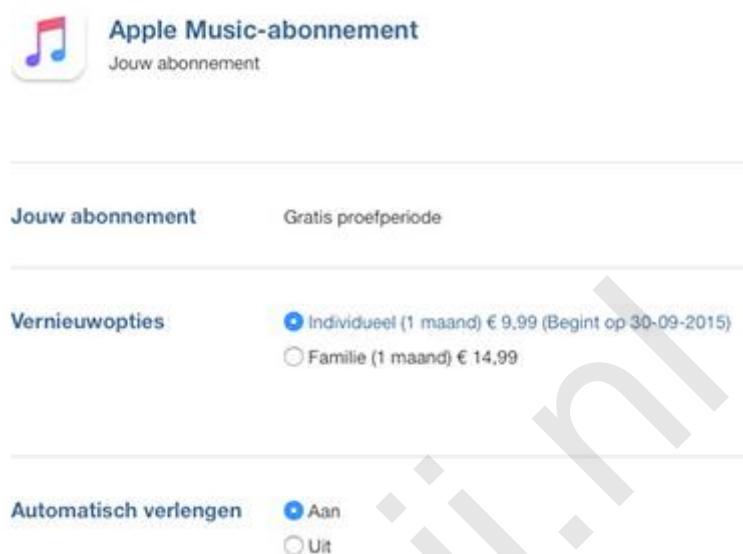 Apple Music-abonnement
Jouw abonnement
Jouw abonnement Gratis proefperiode
Vernieuwopties Individueel (1 maand) € 9,99 (Begint op 30-09-2015)
Familie (1 maand) € 14,99
Automatisch verlengen Aan
Uit